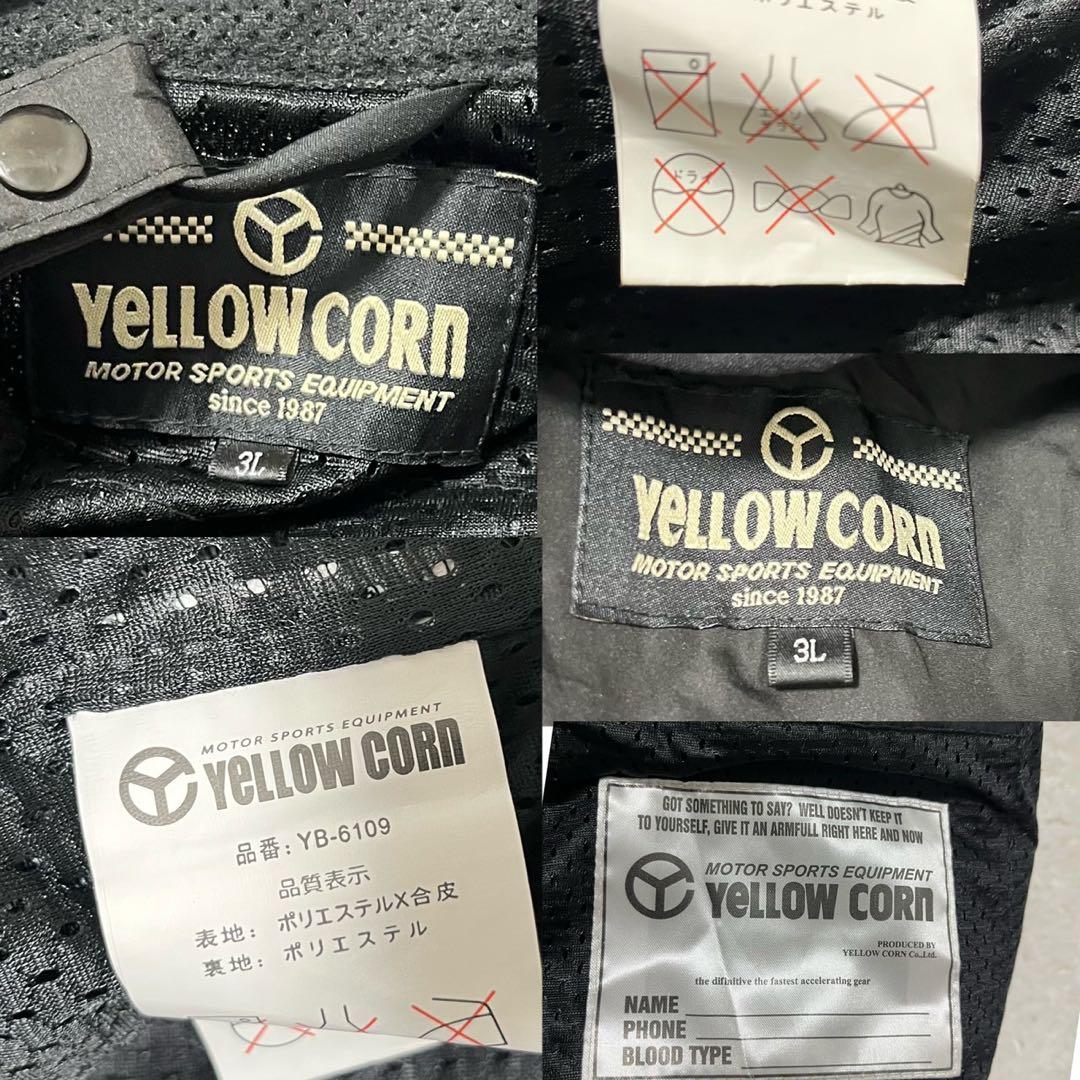 YELLOW CORN
MOTOR SPORTS EQUIPMENT
since 1987
3L
ポリエステル
エンソ
ドライ
YELLOW CORN
MOTOR SPORTS EQUIPMENT
since 1987
3L
MOTOR SPORTS EQUIPMENT
YELLOW CORN
品番: YB-6109
品質表示
表地: ポリエステルX合皮
裏地: ポリエステル
GOT SOMETHING TO SAY? WELL DOESN'T KEEP IT
TO YOURSELF, GIVE IT AN ARMFULL RIGHT HERE AND NOW
MOTOR SPORTS EQUIPMENT
YELLOW CORN
PRODUCED BY
YELLOW CORN Co.,Ltd.
the difinitive the fastest accelerating gear
NAME
PHONE
BLOOD TYPE